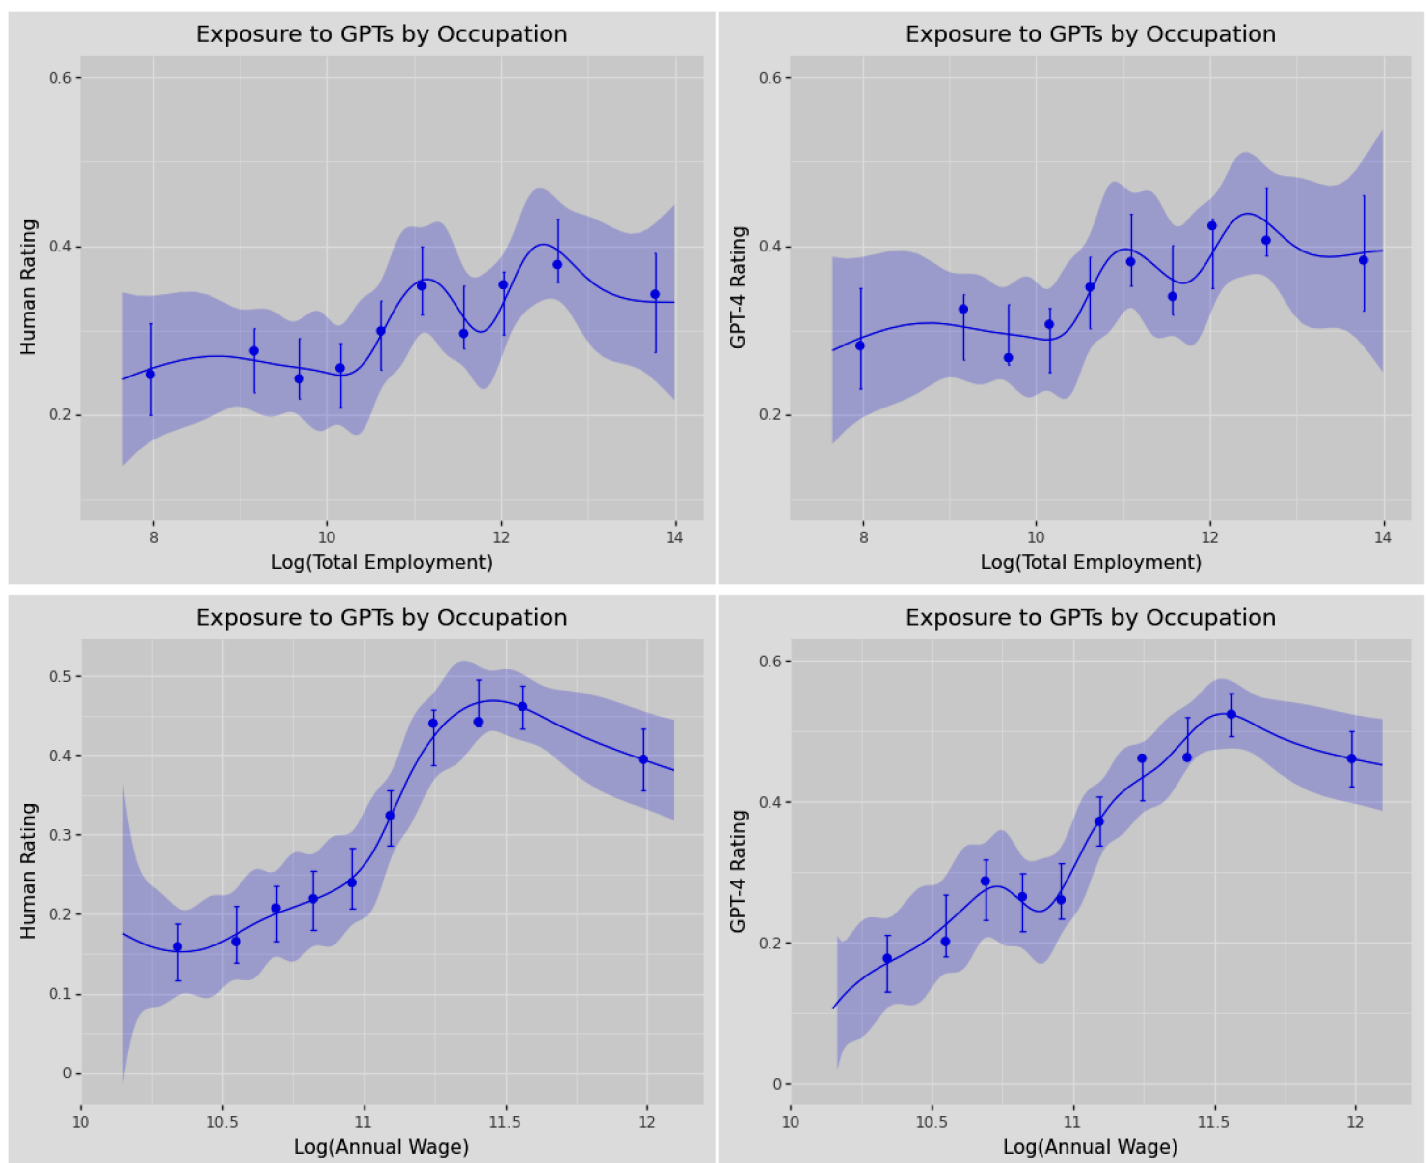 Exposure to GPTs by Occupation
Human Rating
0.6
0.4
0.2
8 10 12 14
Log(Total Employment)
Exposure to GPTs by Occupation
GPT-4 Rating
0.6
0.4
0.2
8 10 12 14
Log(Total Employment)
Exposure to GPTs by Occupation
Human Rating
0.5
0.4
0.3
0.2
0.1
0
10 10.5 11 11.5 12
Log(Annual Wage)
Exposure to GPTs by Occupation
GPT-4 Rating
0.6
0.4
0.2
0
10 10.5 11 11.5 12
Log(Annual Wage)